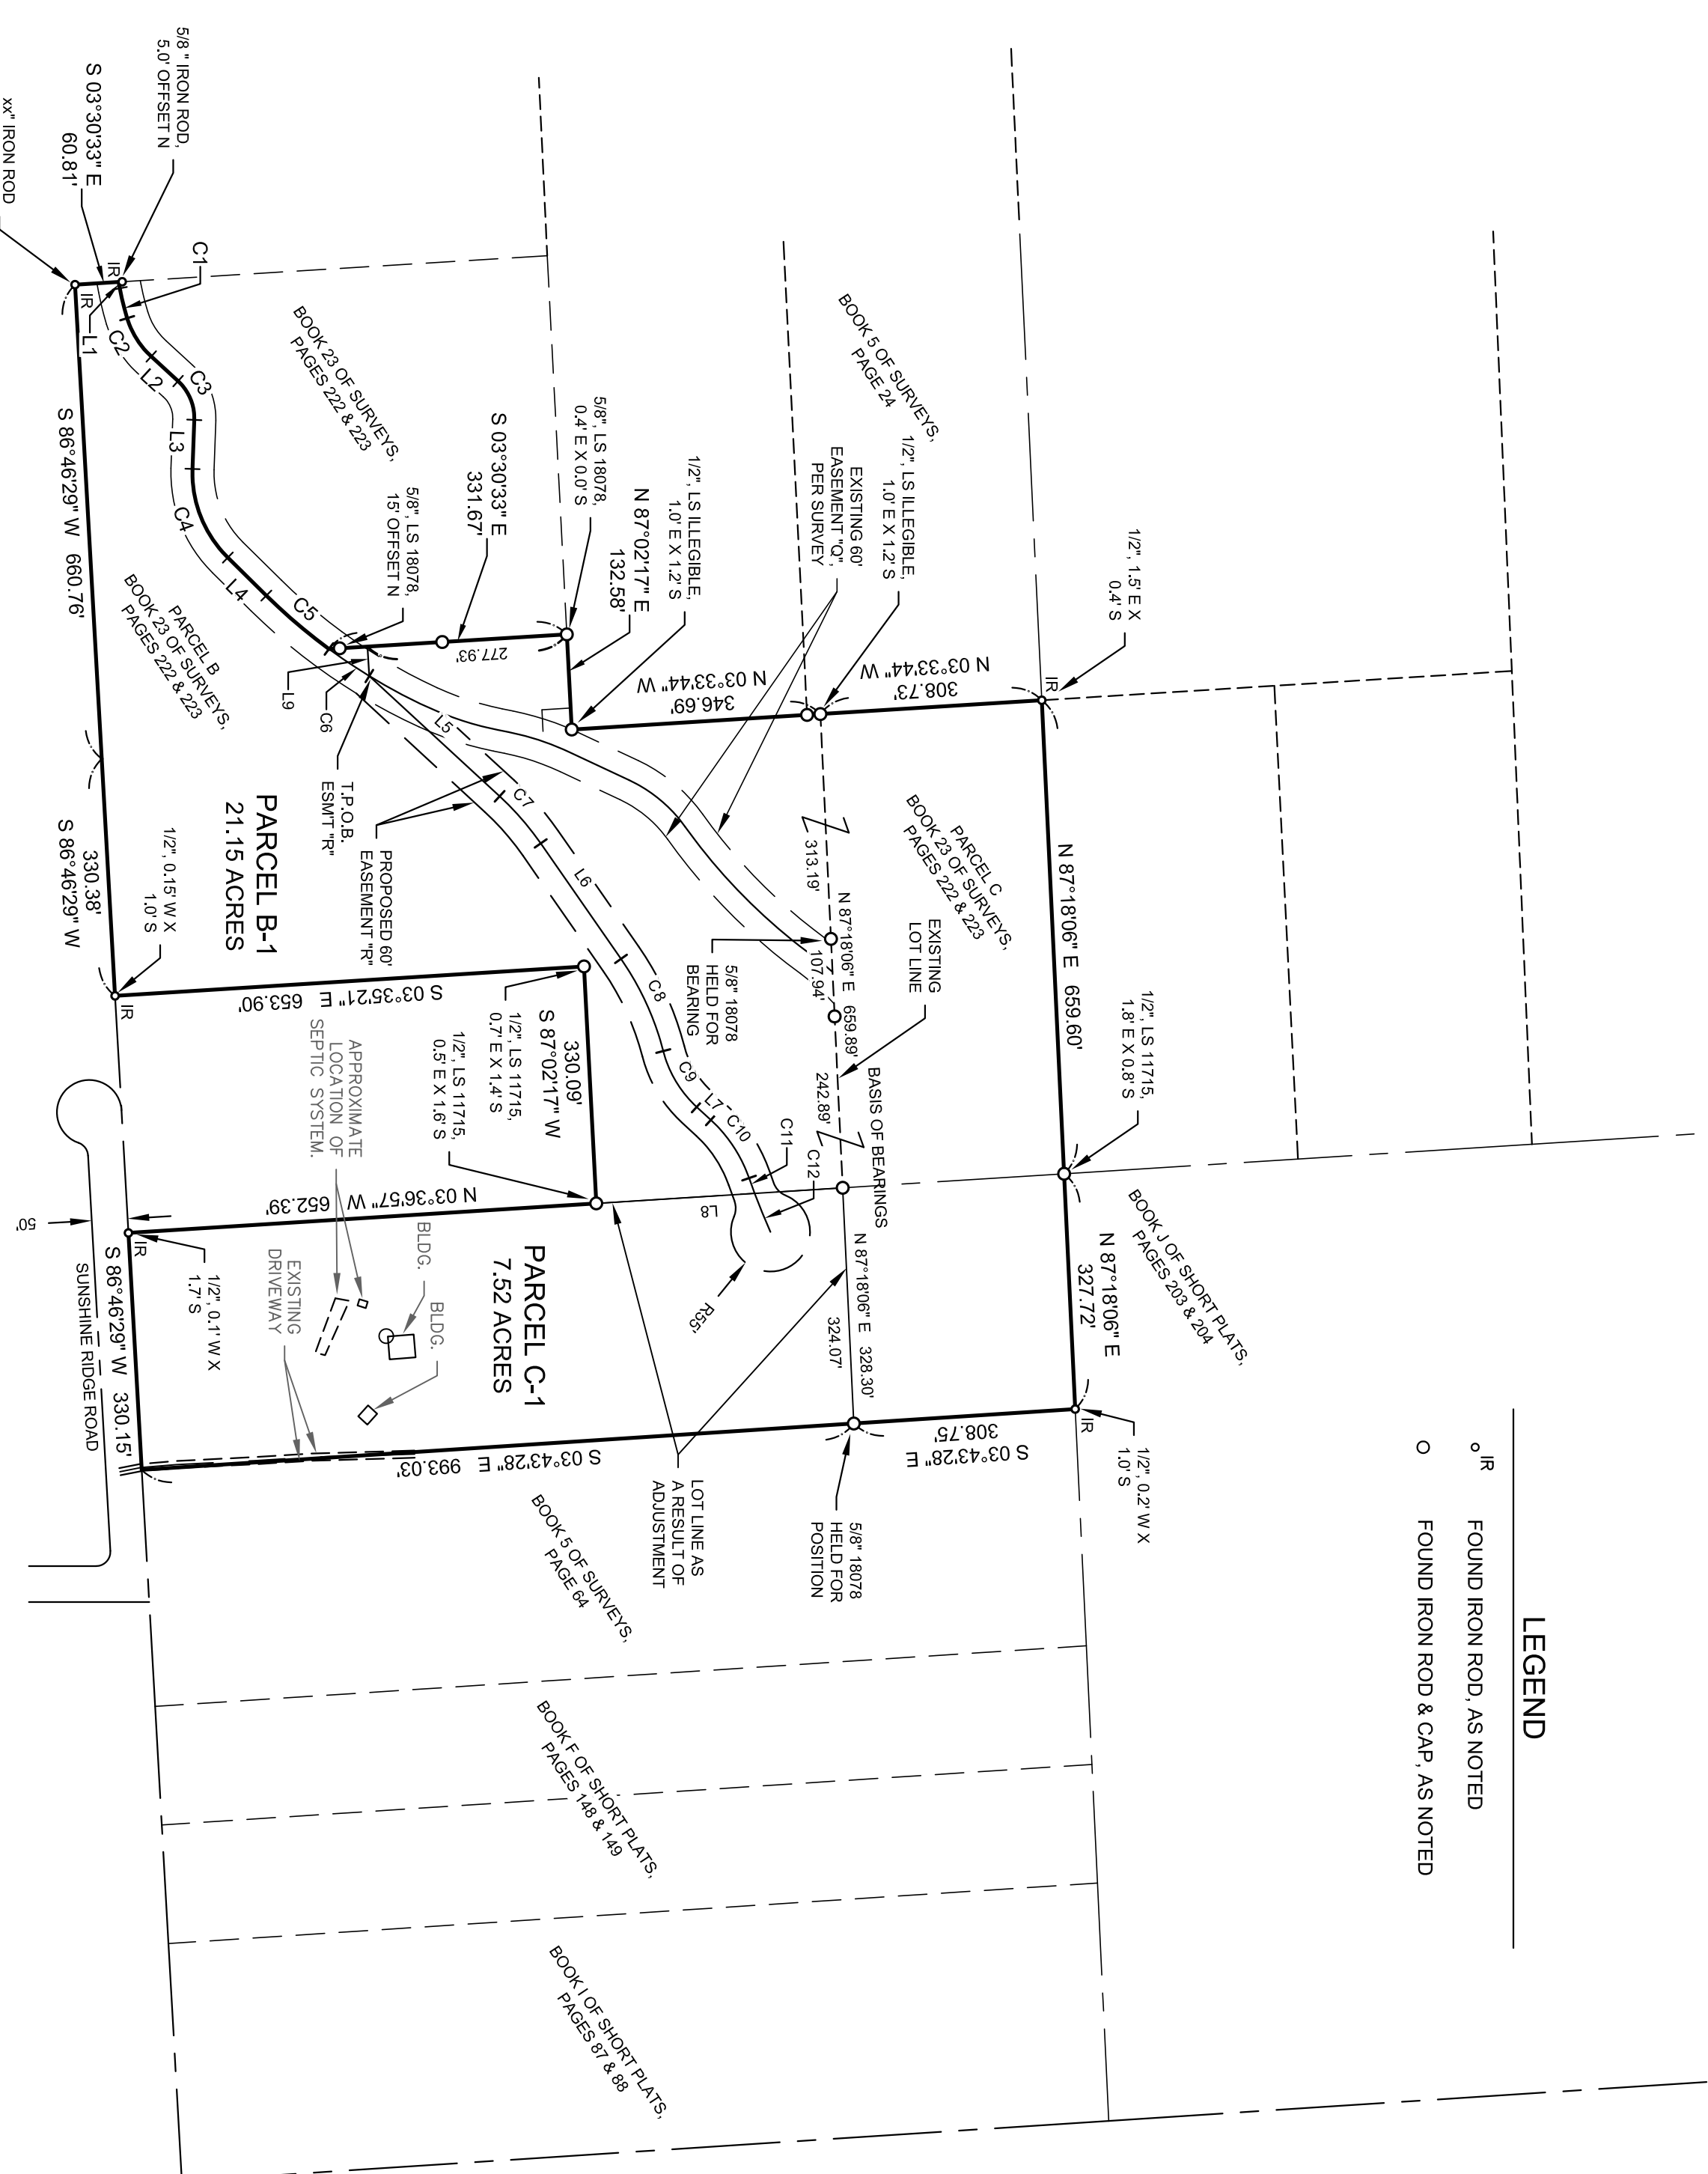 LEGEND
IR
FOUND IRON ROD, AS NOTED
FOUND IRON ROD & CAP, AS NOTED
1/2", 1.5' E X
0.4' S
IR
N 87°18'06" E 659.60'
1/2", LS 11715,
1.8' E X 0.8' S
N 87°18'06" E
327.72'
BOOK J OF SHORT PLATS,
PAGES 203 & 204
1/2", 0.2' W X
1.0' S
IR
BOOK 5 OF SURVEYS,
PAGE 24
N 03°33'44" W
308.73'
PARCEL C
BOOK 23 OF SURVEYS,
PAGES 222 & 223
EXISTING
LOT LINE
S 03°43'28" E
308.75'
1/2", LS ILLEGIBLE,
1.0' E X 1.2' S
EXISTING 60'
EASEMENT "Q",
PER SURVEY
313.19'
N 87°18'06" E 659.89'
107.94'
242.89'
BASIS OF BEARINGS
N 87°18'06" E 328.30'
324.07'
5/8" 18078
HELD FOR
POSITION
5/8" 18078
HELD FOR
BEARING
N 03°33'44" W
346.69'
1/2", LS ILLEGIBLE,
1.0' E X 1.2' S
N 87°02'17" E
132.58'
5/8", LS 18078,
0.4' E X 0.0' S
S 03°30'33" E
331.67'
277.93'
5/8", LS 18078,
15' OFFSET N
BOOK 23 OF SURVEYS,
PAGES 222 & 223
5/8 " IRON ROD,
5.0' OFFSET N
S 03°30'33" E
60.81'
xx" IRON ROD
IR
IR
C1
L1
C2
L2
C3
L3
C4
L4
C5
L9
C6
L5
C7
L6
C8
C9
L7
C10
C11
C12
L8
R55'
T.P.O.B.
ESM'T "R"
PROPOSED 60'
EASEMENT "R"
LOT LINE AS
A RESULT OF
ADJUSTMENT
S 86°46'29" W 660.76'
PARCEL B
BOOK 23 OF SURVEYS,
PAGES 222 & 223
PARCEL B-1
21.15 ACRES
330.38'
S 86°46'29" W
1/2", 0.15' W X
1.0' S
IR
S 03°35'21" E 653.90'
330.09'
S 87°02'17" W
1/2", LS 11715,
0.7' E X 1.4' S
1/2", LS 11715,
0.5' E X 1.6' S
N 03°36'57" W 652.39'
APPROXIMATE
LOCATION OF
SEPTIC SYSTEM.
PARCEL C-1
7.52 ACRES
BLDG.
BLDG.
EXISTING
DRIVEWAY
1/2", 0.1' W X
1.7' S
IR
50'
S 86°46'29" W 330.15'
SUNSHINE RIDGE ROAD
S 03°43'28" E 993.03'
BOOK 5 OF SURVEYS,
PAGE 64
BOOK F OF SHORT PLATS,
PAGES 148 & 149
BOOK I OF SHORT PLATS,
PAGES 87 & 88